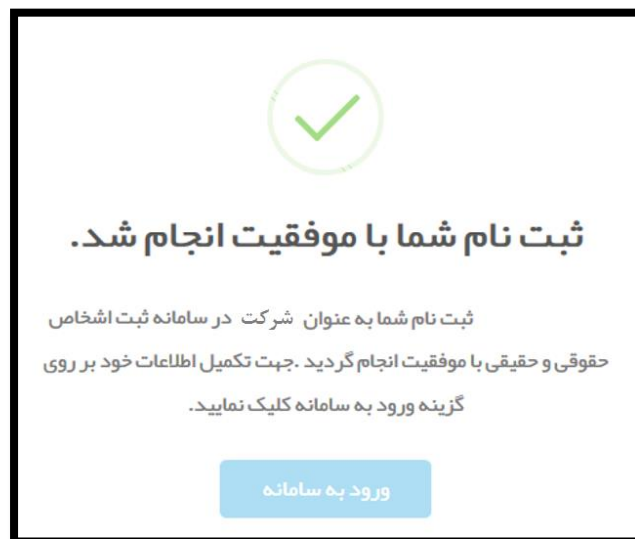 ثبت نام شما با موفقیت انجام شد.
ثبت نام شما به عنوان شرکت در سامانه ثبت اشخاص
حقوقی و حقیقی با موفقیت انجام گردید .جهت تکمیل اطلاعات خود بر روی
گزینه ورود به سامانه کلیک نمایید.
ورود به سامانه